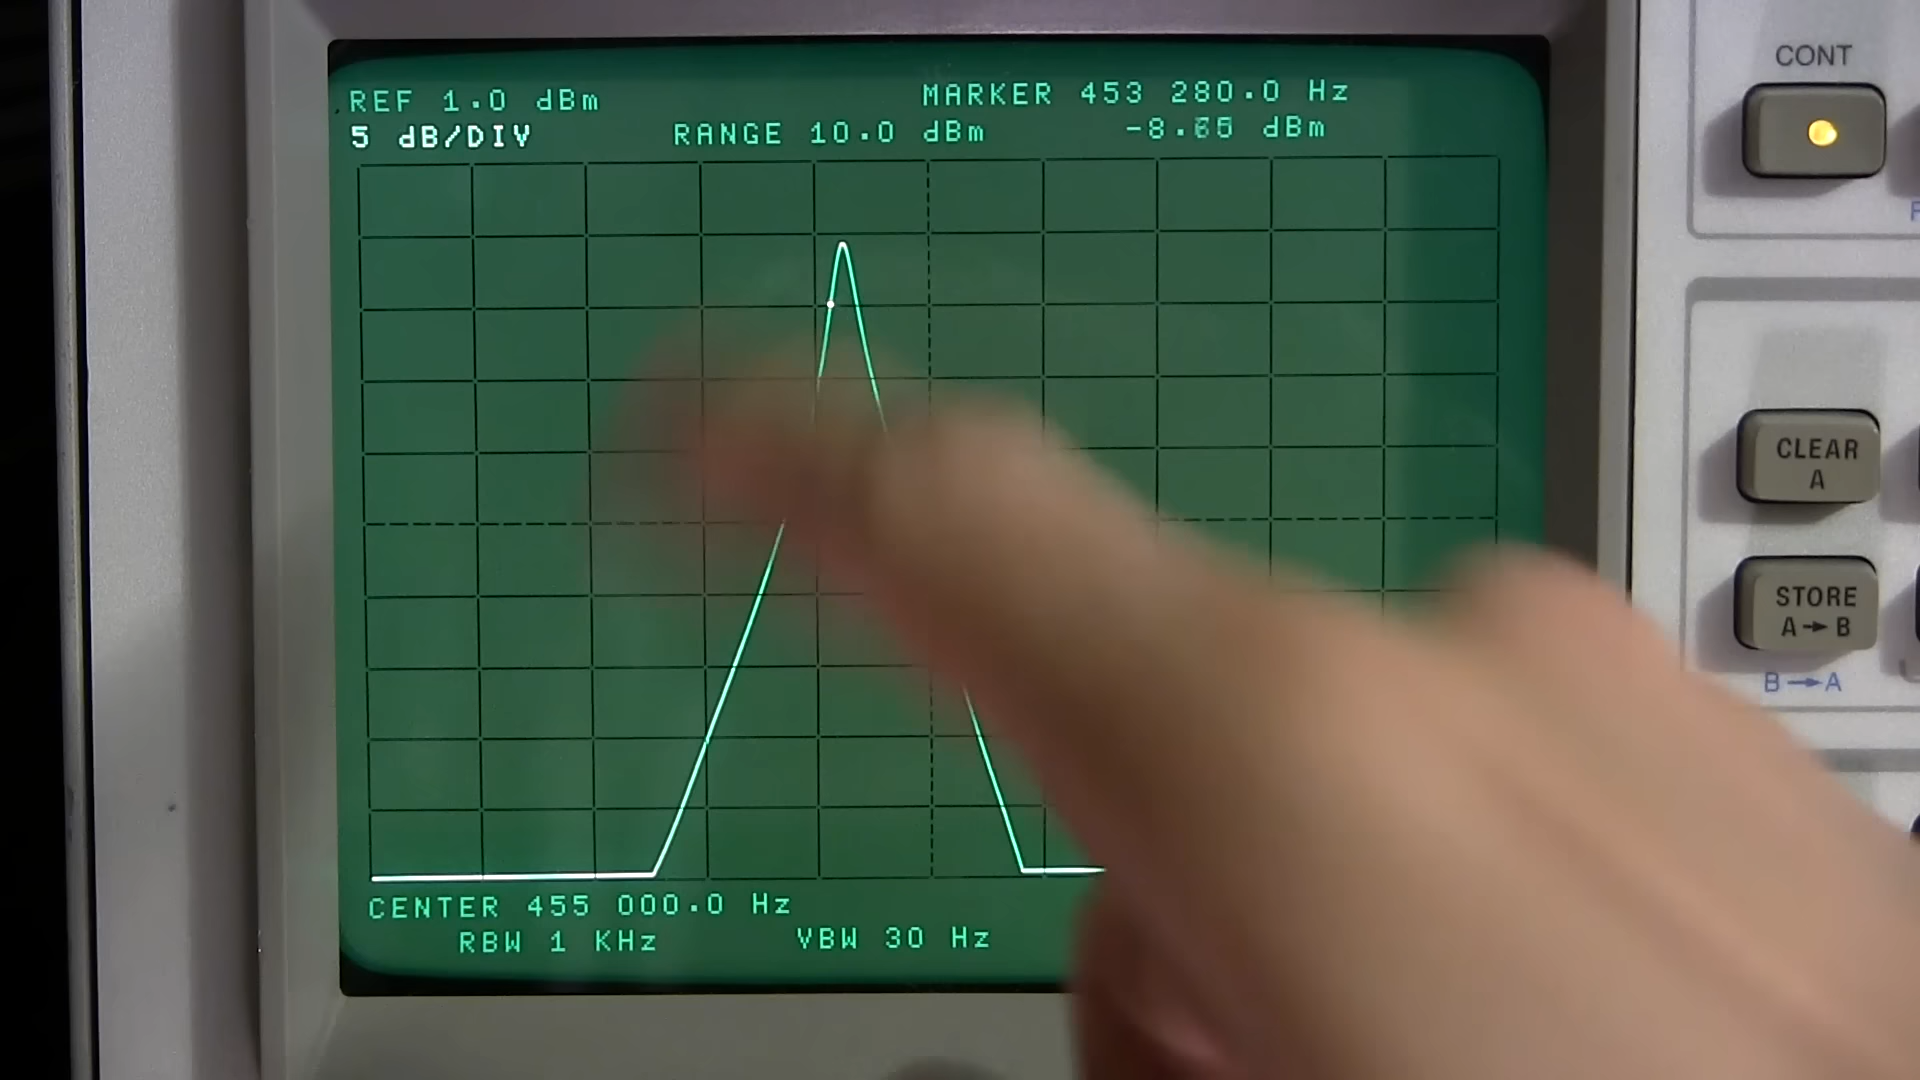 REF 1.0 dBm
MARKER 453 280.0 Hz
5 dB/DIV
RANGE 10.0 dBm
dBm
CENTER 455 000.0 Hz
RBW 1 KHz
VBW 30 Hz
CONT
CLEAR
A
STORE
A→B
B→A